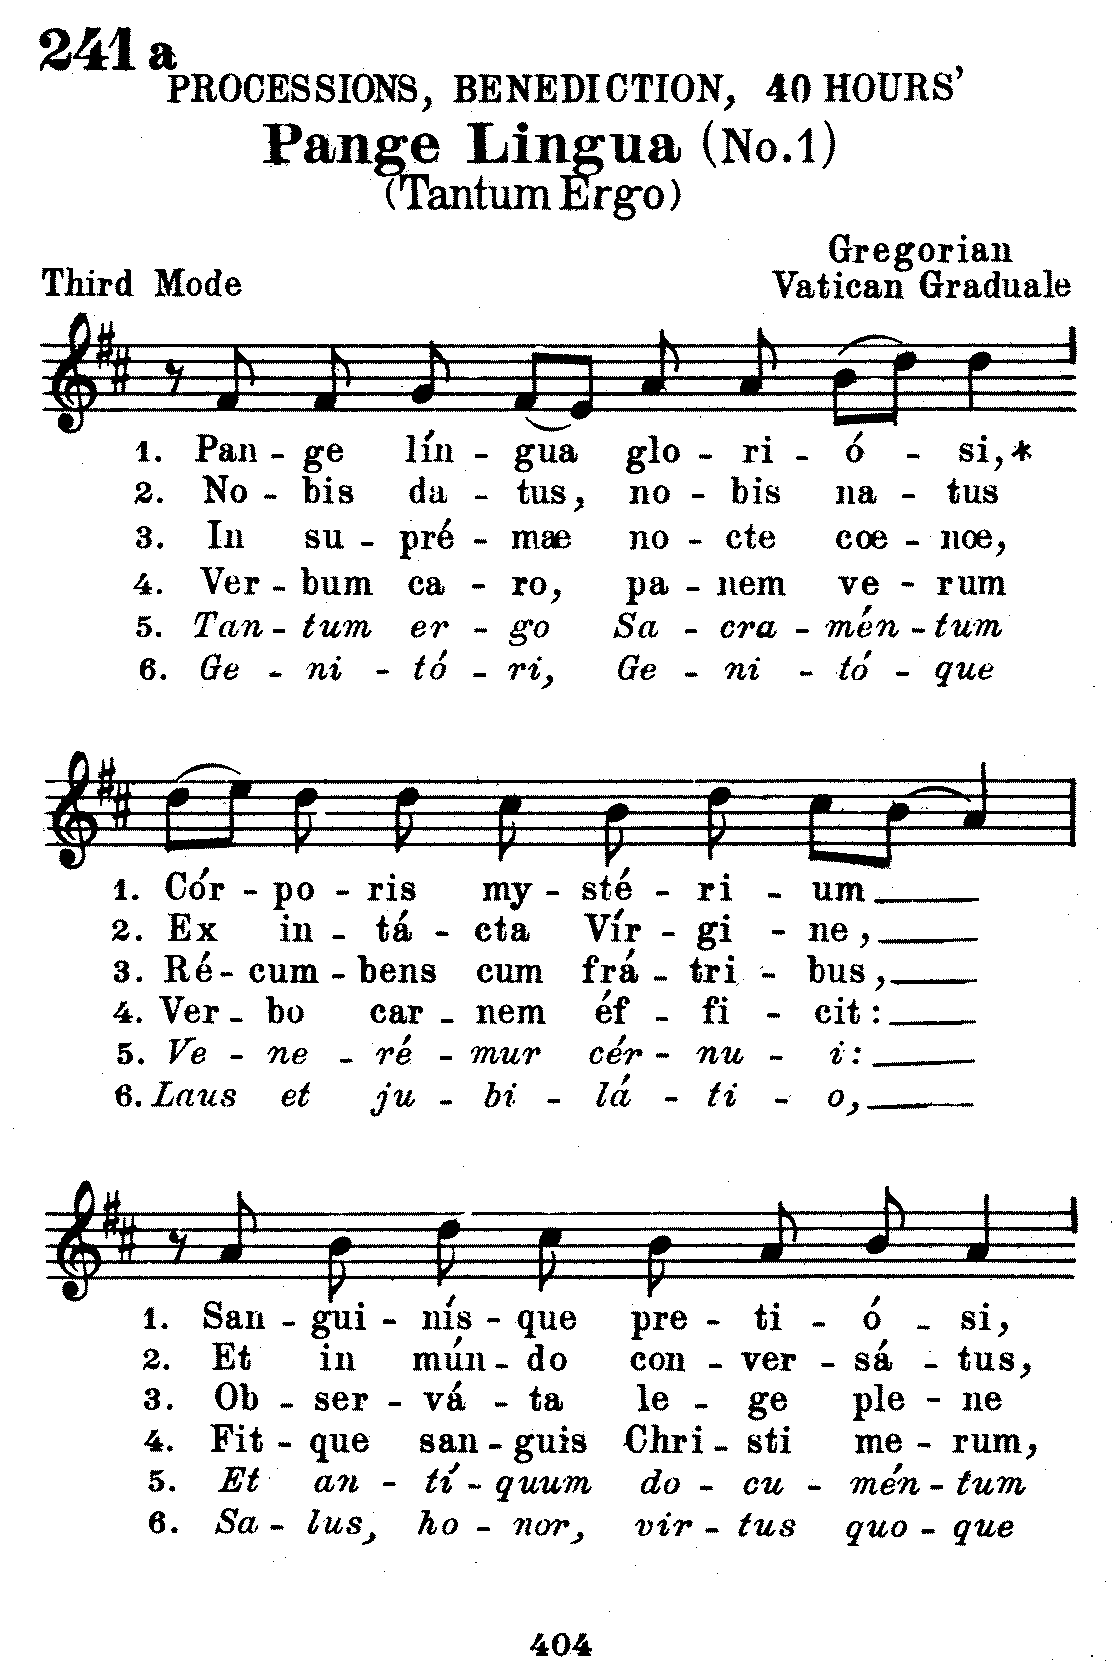 241a
PROCESSIONS, BENEDICTION, 40 HOURS'
Pange Lingua (No.1)
(Tantum Ergo)
Gregorian
Third Mode Vatican Graduale
1. Pan - ge lín - gua glo - ri - ó - si,*
2. No - bis da - tus, no - bis na - tus
3. In su - pré - mæ no - cte cœ - nœ,
4. Ver - bum ca - ro, pa - nem ve - rum
5. Tan - tum er - go Sa - cra - mén - tum
6. Ge - ni - tó - ri, Ge - ni - tó - que
1. Cór - po - ris my - sté - ri - um
2. Ex in - tá - cta Vír - gi - ne,
3. Ré - cum - bens cum frá - tri - bus,
4. Ver - bo car - nem éf - fi - cit:
5. Ve - ne - ré - mur cér - nu - i:
6. Laus et ju - bi - lá - ti - o,
1. San - gui - nís - que pre - ti - ó - si,
2. Et in mún - do con - ver - sá - tus,
3. Ob - ser - vá - ta le - ge ple - ne
4. Fit - que san - guis Chri - sti me - rum,
5. Et an - tí - quum do - cu - mén - tum
6. Sa - lus, ho - nor, vir - tus quo - que
404